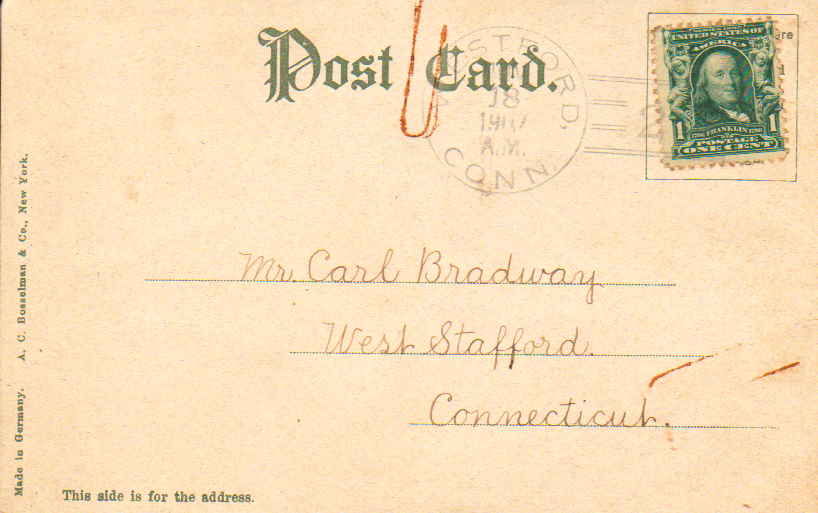 Post Card.
18
A.M.
CONN
UNITED STATES OF
AMERICA
1 FRANKLIN 1
POSTAGE
ONE CENT
Mr. Carl Bradway
West Stafford.
Connecticut.
Made in Germany. A. C. Bosselman & Co., New York.
This side is for the address.